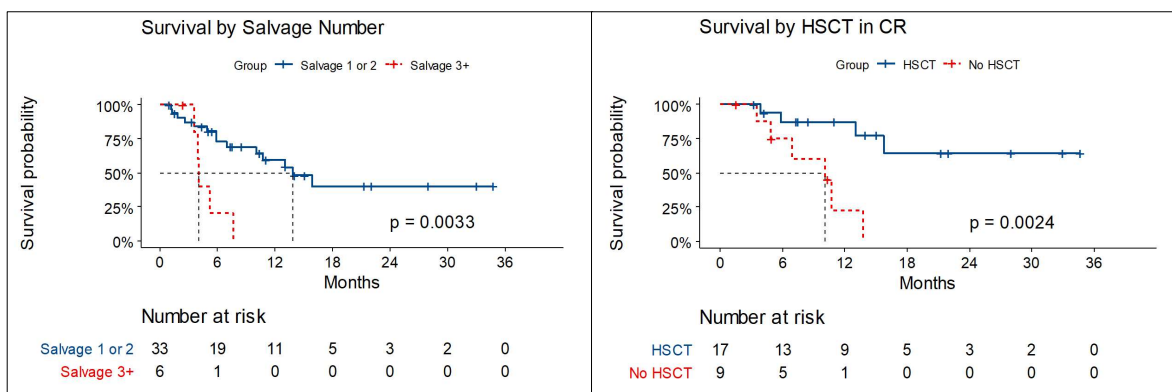 Survival by Salvage Number
Group Salvage 1 or 2 Salvage 3+
Survival probability
100%
75%
50%
25%
0%
p = 0.0033
0 6 12 18 24 30 36
Months
Number at risk
Salvage 1 or 2 33 19 11 5 3 2 0
Salvage 3+ 6 1 0 0 0 0 0
Survival by HSCT in CR
Group HSCT No HSCT
Survival probability
100%
75%
50%
25%
0%
p = 0.0024
0 6 12 18 24 30 36
Months
Number at risk
HSCT 17 13 9 5 3 2 0
No HSCT 9 5 1 0 0 0 0